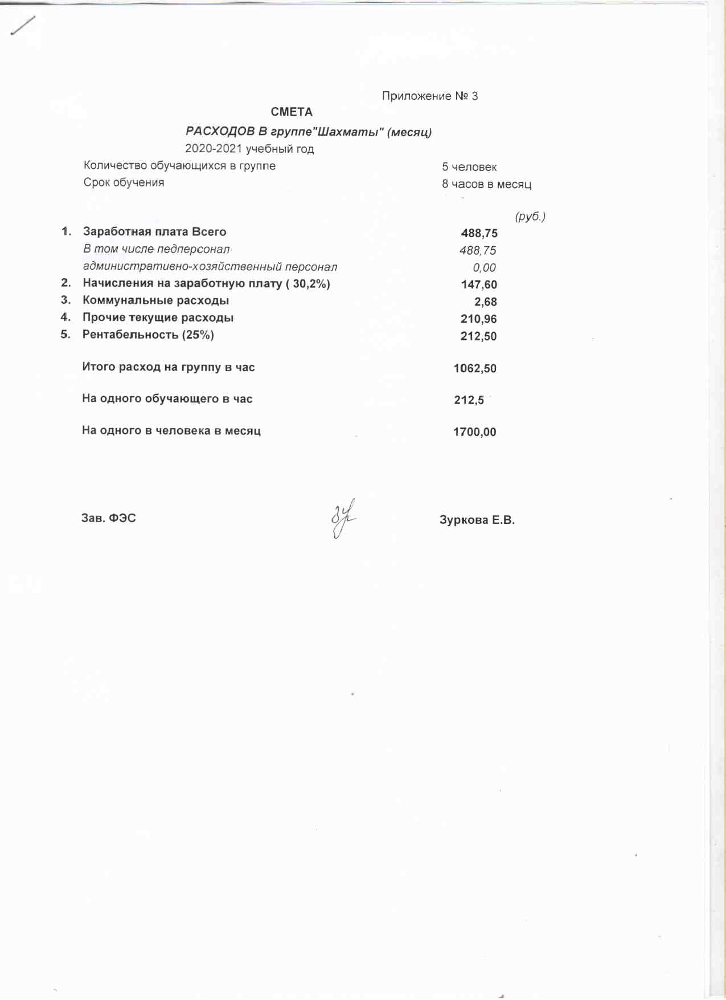 Приложение № 3
СМЕТА
РАСХОДОВ В группе"Шахматы" (месяц)
2020-2021 учебный год
Количество обучающихся в группе 5 человек
Срок обучения 8 часов в месяц
(руб.)
1. Заработная плата Всего 488,75
В том числе педперсонал 488,75
административно-хозяйственный персонал 0,00
2. Начисления на заработную плату ( 30,2%) 147,60
3. Коммунальные расходы 2,68
4. Прочие текущие расходы 210,96
5. Рентабельность (25%) 212,50
Итого расход на группу в час 1062,50
На одного обучающего в час 212,5
На одного в человека в месяц 1700,00
Зав. ФЭС Зуркова Е.В.